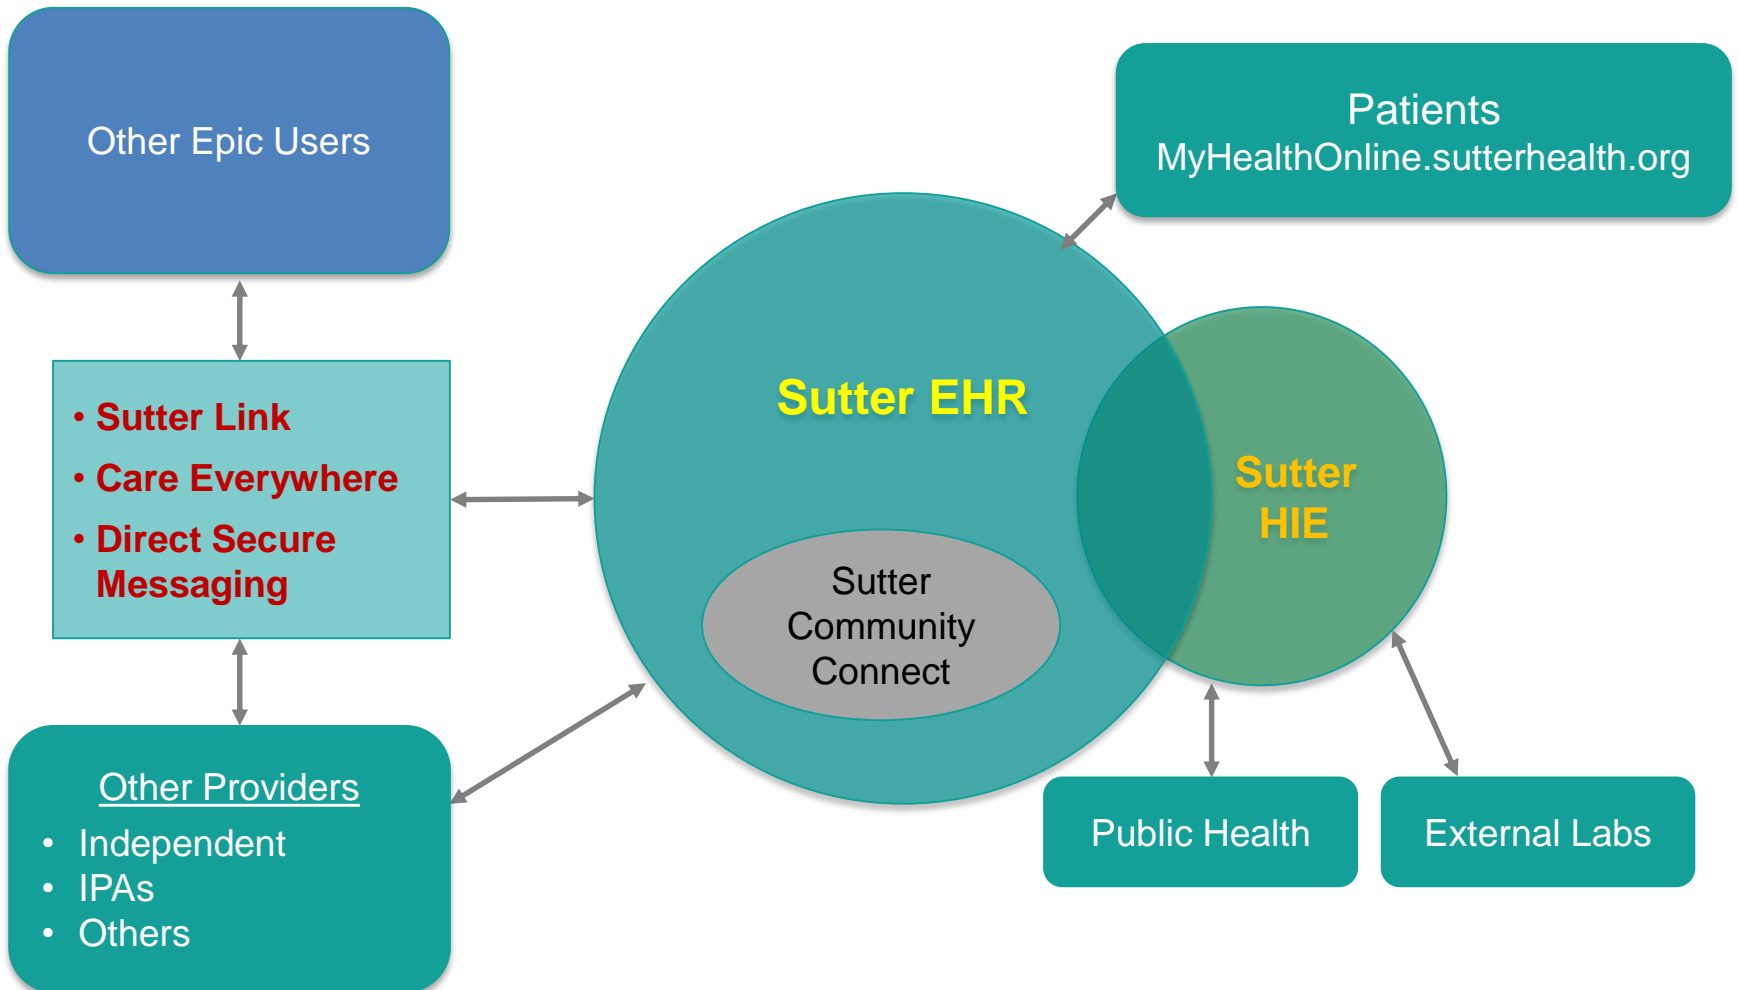 Other Epic Users
Patients
MyHealthOnline.sutterhealth.org
• Sutter Link
• Care Everywhere
• Direct Secure
Messaging
Sutter EHR
Sutter
HIE
Sutter
Community
Connect
Other Providers
• Independent
• IPAs
• Others
Public Health
External Labs